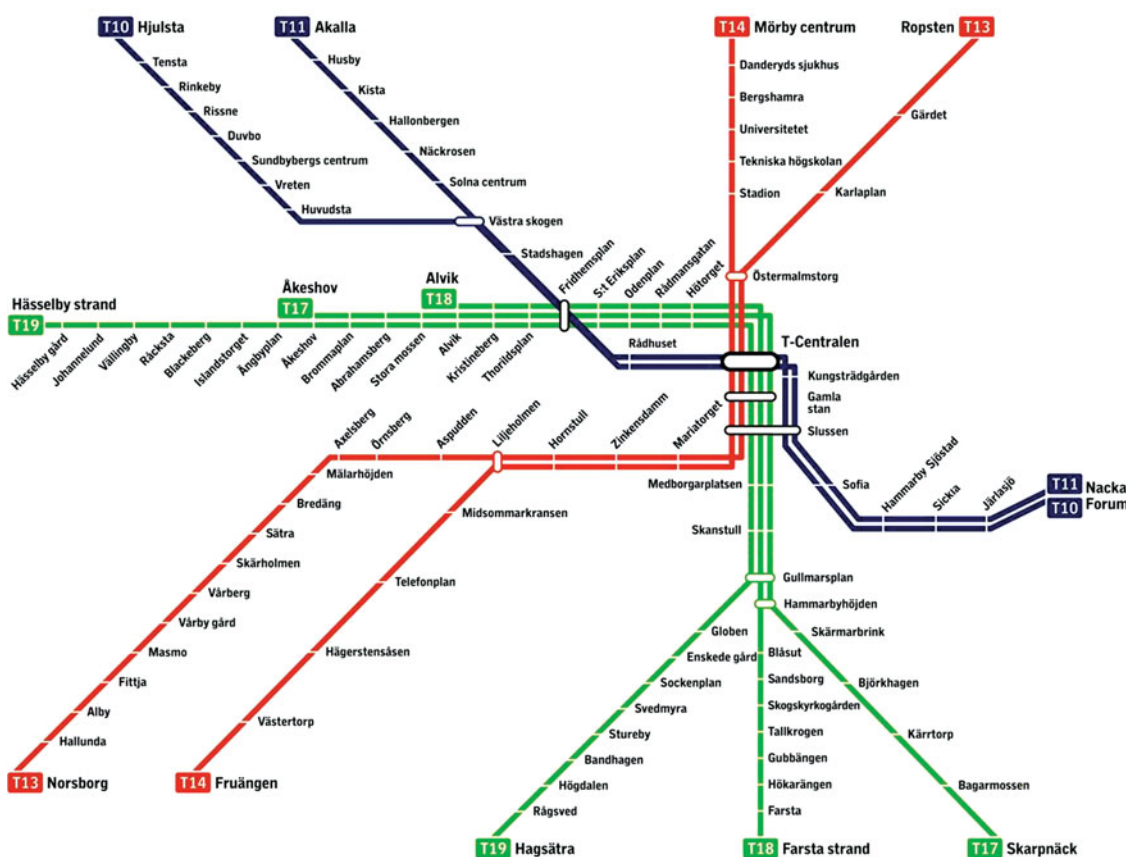 T10 Hjulsta
Tensta
Rinkeby
Rissne
Duvbo
Sundbybergs centrum
Vreten
Huvudsta
T11 Akalla
Husby
Kista
Hallonbergen
Näckrosen
Solna centrum
Västra skogen
Stadshagen
T14 Mörby centrum
Danderyds sjukhus
Bergshamra
Universitetet
Tekniska högskolan
Stadion
Ropsten T13
Gärdet
Karlaplan
Östermalmstorg
Hässelby strand
T19
Åkeshov
T17
Alvik
T18
Fridhemsplan
S:t Eriksplan
Odenplan
Rådmansgatan
Hötorget
Hässelby gård
Johannelund
Vällingby
Råcksta
Blackeberg
Islandstorget
Ängbyplan
Åkeshov
Brommaplan
Abrahamsberg
Stora mossen
Alvik
Kristineberg
Thorildsplan
Rådhuset
T-Centralen
Kungsträdgården
Gamla
stan
Slussen
Axelsberg
Örnsberg
Aspudden
Liljeholmen
Hornstull
Zinkensdamm
Mariatorget
Mälarhöjden
Bredäng
Sätra
Skärholmen
Vårberg
Vårby gård
Masmo
Fittja
Alby
Hallunda
T13 Norsborg
Midsommarkransen
Telefonplan
Hägerstensåsen
Västertorp
T14 Fruängen
Medborgarplatsen
Skanstull
Sofia
Hammarby Sjöstad
Sickla
Järlasjö
T11 Nacka
T10 Forum
Gullmarsplan
Hammarbyhöjden
Globen
Enskede gård
Sockenplan
Svedmyra
Stureby
Bandhagen
Högdalen
Rågsved
T19 Hagsätra
Blåsut
Sandsborg
Skogskyrkogården
Tallkrogen
Gubbängen
Hökarängen
Farsta
T18 Farsta strand
Skärmarbrink
Björkhagen
Kärrtorp
Bagarmossen
T17 Skarpnäck